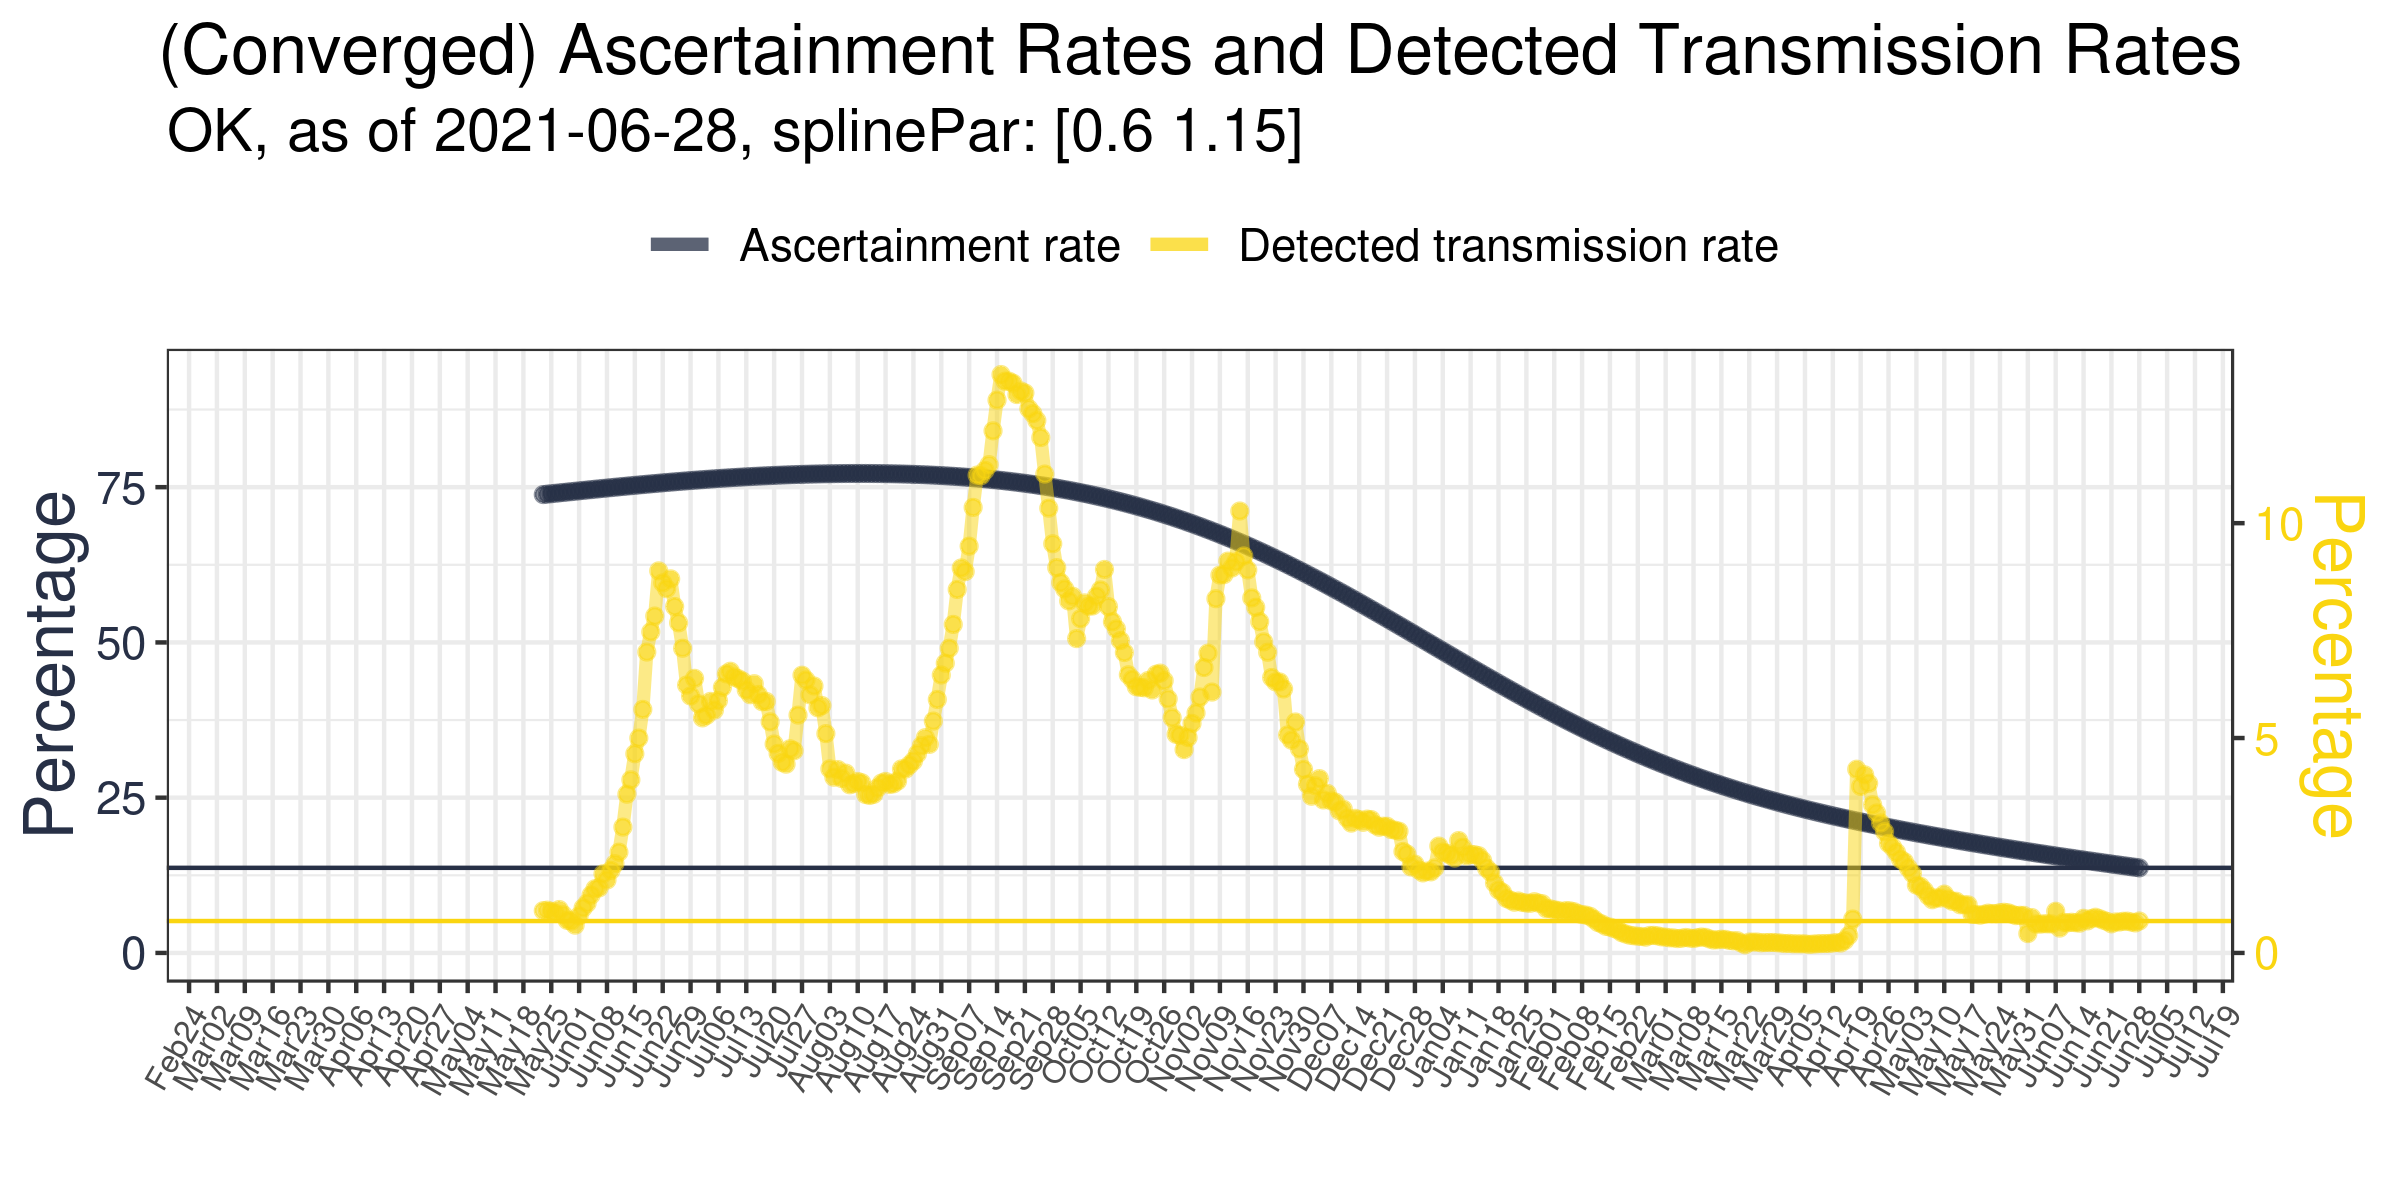 (Converged) Ascertainment Rates and Detected Transmission Rates
OK, as of 2021-06-28, splinePar: [0.6 1.15]
Ascertainment rate
Detected transmission rate
Percentage
75
50
25
0
10
5
0
Percentage
Feb24
Mar02
Mar09
Mar16
Mar23
Mar30
Apr06
Apr13
Apr20
Apr27
May04
May11
May18
May25
Jun01
Jun08
Jun15
Jun22
Jun29
Jul06
Jul13
Jul20
Jul27
Aug03
Aug10
Aug17
Aug24
Aug31
Sep07
Sep14
Sep21
Sep28
Oct05
Oct12
Oct19
Oct26
Nov02
Nov09
Nov16
Nov23
Nov30
Dec07
Dec14
Dec21
Dec28
Jan04
Jan11
Jan18
Jan25
Feb01
Feb08
Feb15
Feb22
Mar01
Mar08
Mar15
Mar22
Mar29
Apr05
Apr12
Apr19
Apr26
May03
May10
May17
May24
May31
Jun07
Jun14
Jun21
Jun28
Jul05
Jul12
Jul19